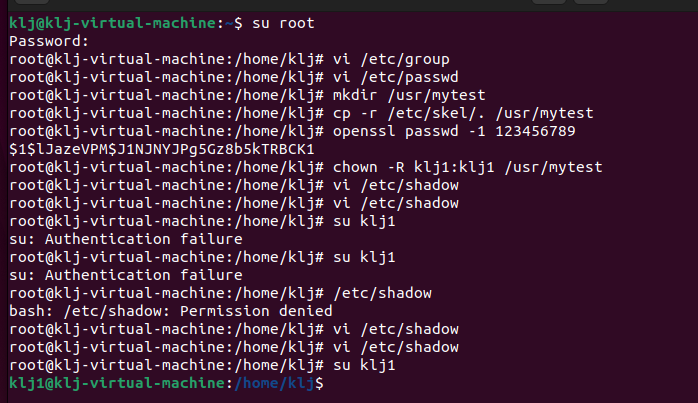 klj@klj-virtual-machine:~$ su root
Password:
root@klj-virtual-machine:/home/klj# vi /etc/group
root@klj-virtual-machine:/home/klj# vi /etc/passwd
root@klj-virtual-machine:/home/klj# mkdir /usr/mytest
root@klj-virtual-machine:/home/klj# cp -r /etc/skel/. /usr/mytest
root@klj-virtual-machine:/home/klj# openssl passwd -1 123456789
$1$lJazeVPM$J1NJNYJPg5Gz8b5kTRBCK1
root@klj-virtual-machine:/home/klj# chown -R klj1:klj1 /usr/mytest
root@klj-virtual-machine:/home/klj# vi /etc/shadow
root@klj-virtual-machine:/home/klj# vi /etc/shadow
root@klj-virtual-machine:/home/klj# su klj1
su: Authentication failure
root@klj-virtual-machine:/home/klj# su klj1
su: Authentication failure
root@klj-virtual-machine:/home/klj# /etc/shadow
bash: /etc/shadow: Permission denied
root@klj-virtual-machine:/home/klj# vi /etc/shadow
root@klj-virtual-machine:/home/klj# vi /etc/shadow
root@klj-virtual-machine:/home/klj# su klj1
klj1@klj-virtual-machine:/home/klj$